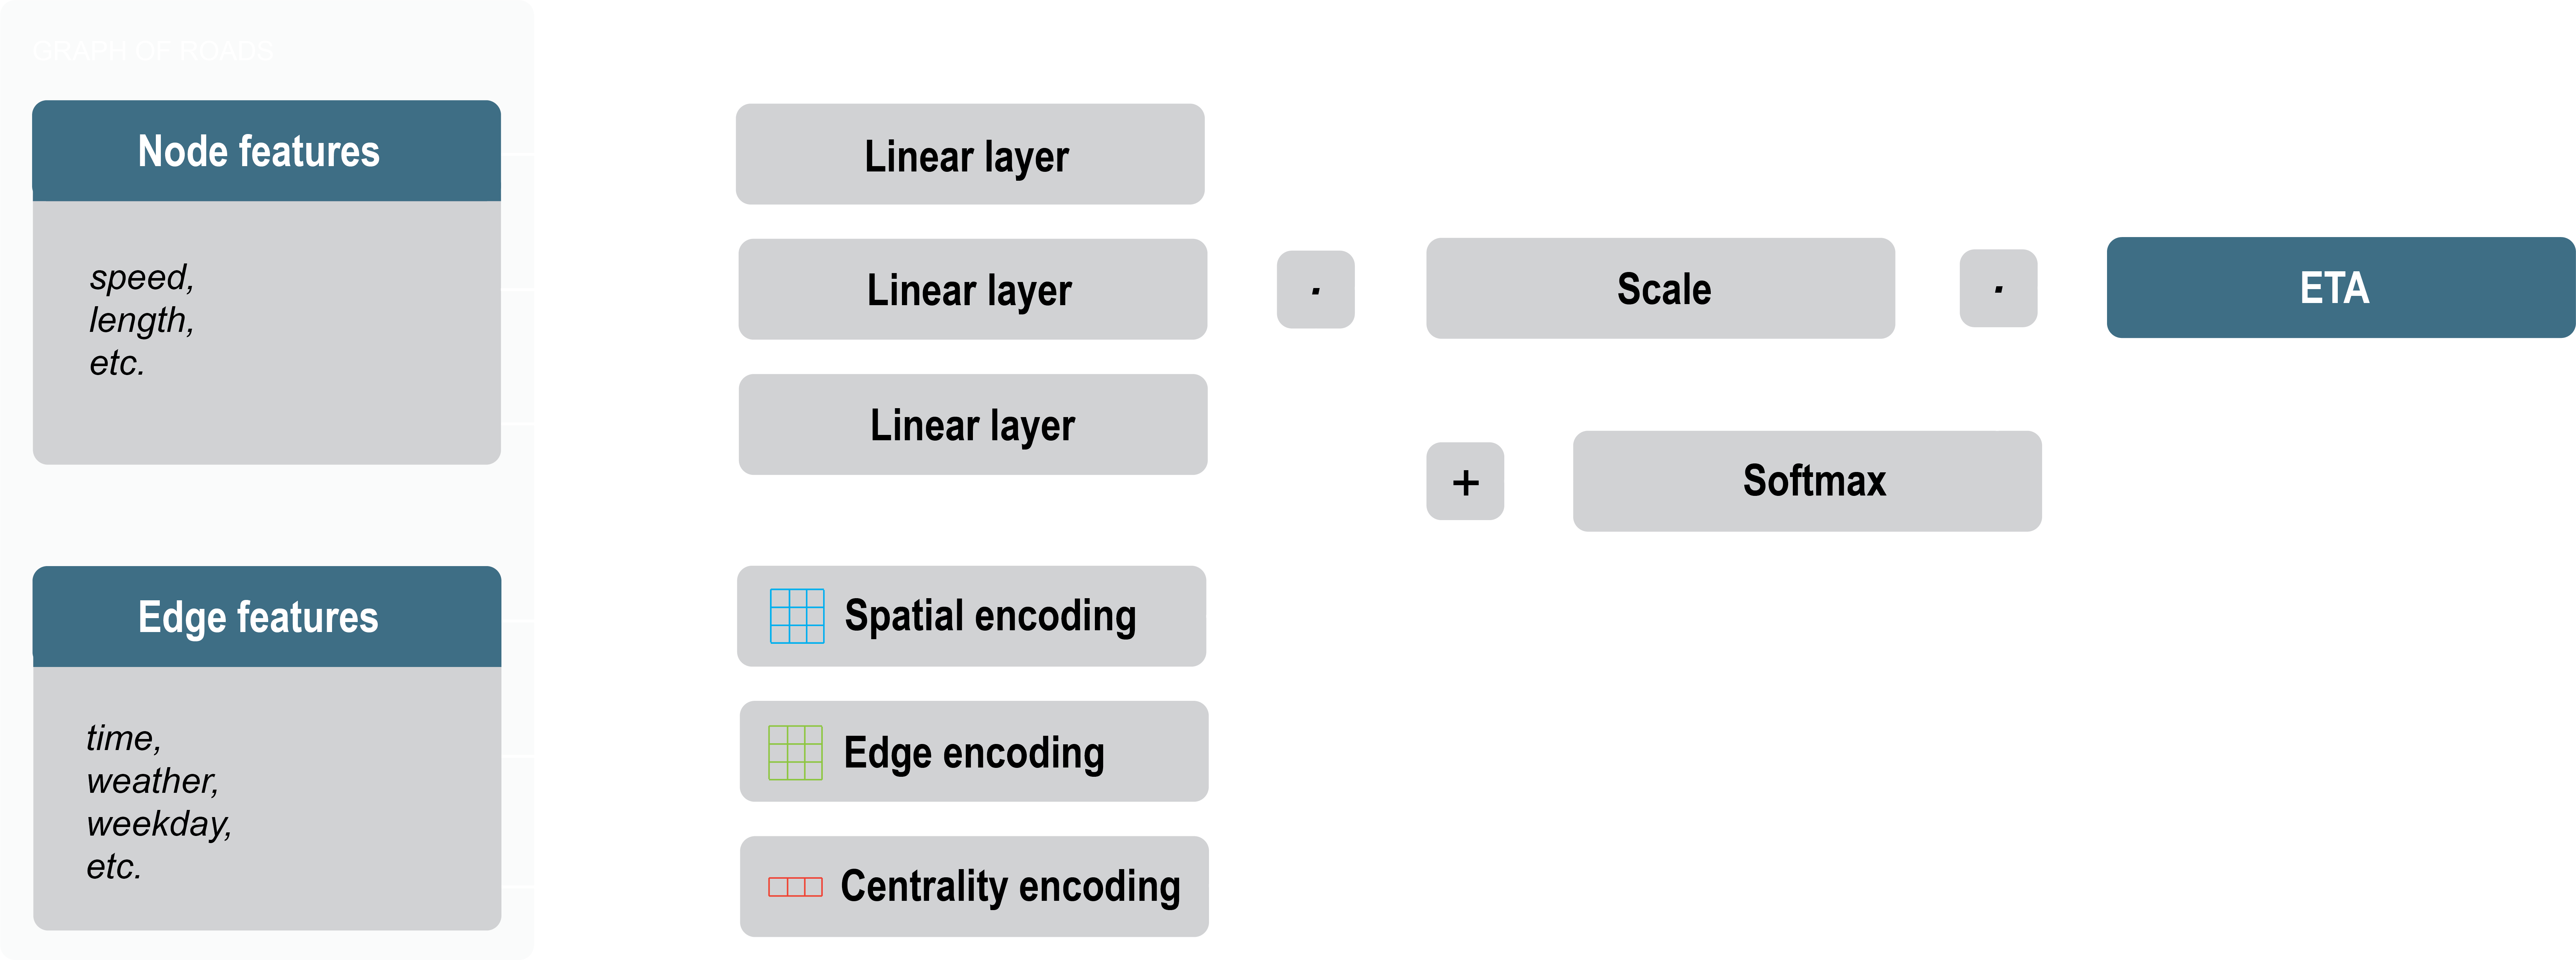 GRAPH OF ROADS
Node features
speed,
length,
etc.
Edge features
time,
weather,
weekday,
etc.
Linear layer
Linear layer
Linear layer
Spatial encoding
Edge encoding
Centrality encoding
·
Scale
·
ETA
+
Softmax